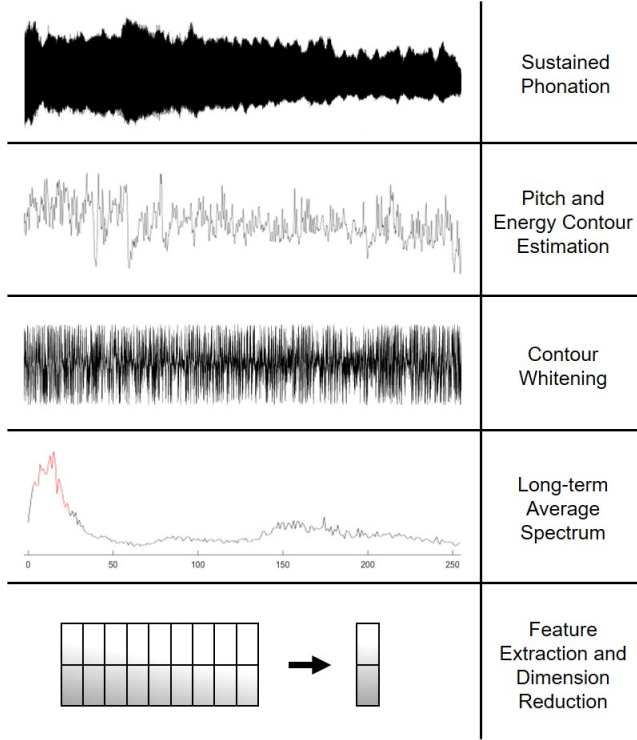 Sustained
Phonation
Pitch and
Energy Contour
Estimation
Contour
Whitening
Long-term
Average
Spectrum
0 50 100 150 200 250
Feature
Extraction and
Dimension
Reduction